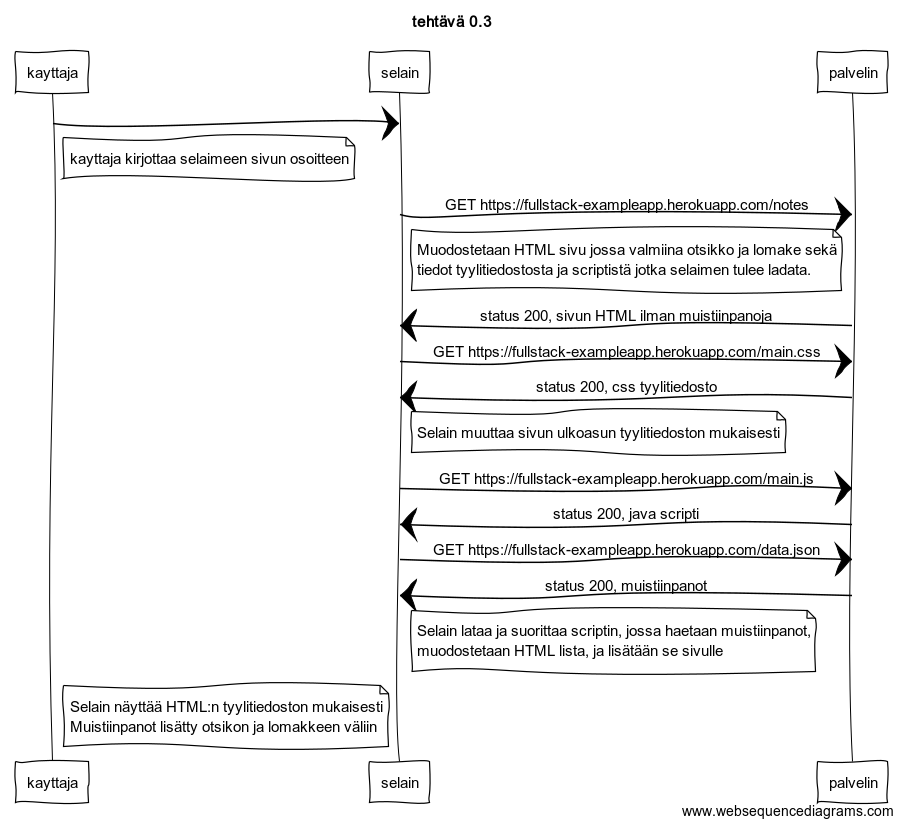 tehtävä 0.3
kayttaja
selain
palvelin
kayttaja kirjottaa selaimeen sivun osoitteen
GET https://fullstack-exampleapp.herokuapp.com/notes
Muodostetaan HTML sivu jossa valmiina otsikko ja lomake sekä
tiedot tyylitiedostosta ja scriptistä jotka selaimen tulee ladata.
status 200, sivun HTML ilman muistiinpanoja
GET https://fullstack-exampleapp.herokuapp.com/main.css
status 200, css tyylitiedosto
Selain muuttaa sivun ulkoasun tyylitiedoston mukaisesti
GET https://fullstack-exampleapp.herokuapp.com/main.js
status 200, java scripti
GET https://fullstack-exampleapp.herokuapp.com/data.json
status 200, muistiinpanot
Selain lataa ja suorittaa scriptin, jossa haetaan muistiinpanot,
muodostetaan HTML lista, ja lisätään se sivulle
Selain näyttää HTML:n tyylitiedoston mukaisesti
Muistiinpanot lisätty otsikon ja lomakkeen väliin
kayttaja
selain
palvelin
www.websequencediagrams.com